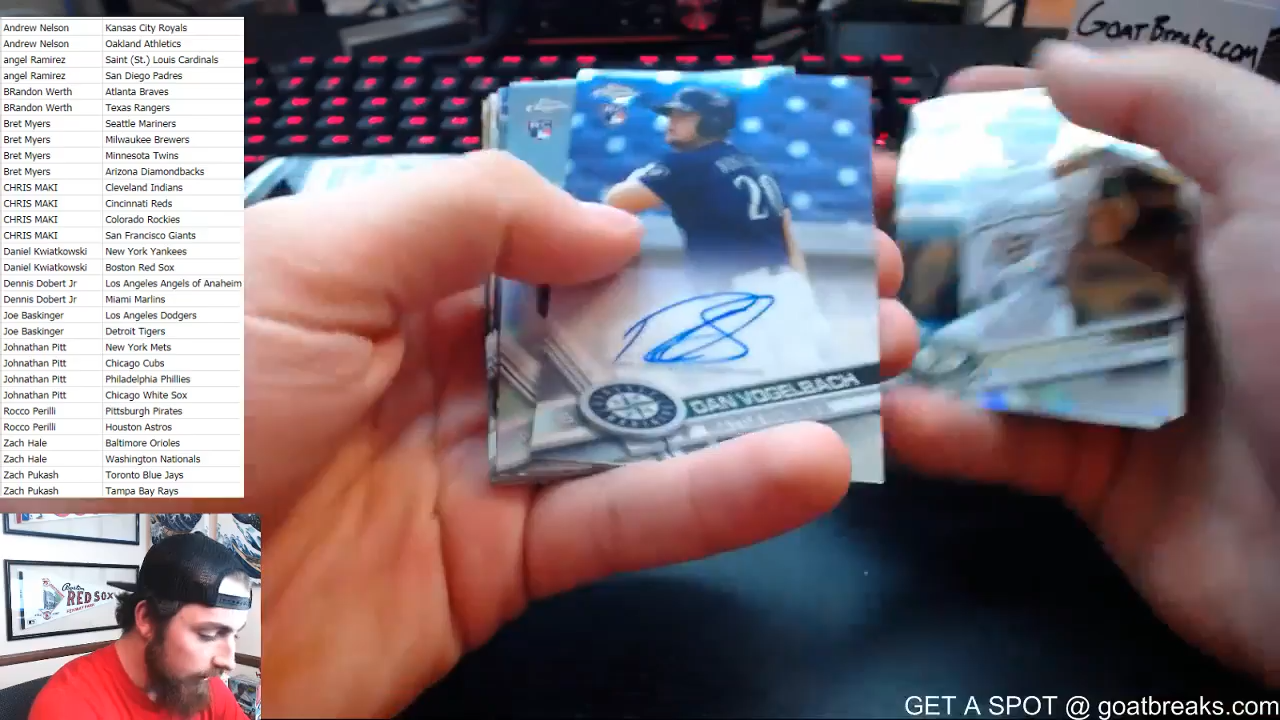 Andrew Nelson Kansas City Royals
Andrew Nelson Oakland Athletics
angel Ramirez Saint (St.) Louis Cardinals
angel Ramirez San Diego Padres
BRandon Werth Atlanta Braves
BRandon Werth Texas Rangers
Bret Myers Seattle Mariners
Bret Myers Milwaukee Brewers
Bret Myers Minnesota Twins
Bret Myers Arizona Diamondbacks
CHRIS MAKI Cleveland Indians
CHRIS MAKI Cincinnati Reds
CHRIS MAKI Colorado Rockies
CHRIS MAKI San Francisco Giants
Daniel Kwiatkowski New York Yankees
Daniel Kwiatkowski Boston Red Sox
Dennis Dobert Jr Los Angeles Angels of Anaheim
Dennis Dobert Jr Miami Marlins
Joe Baskinger Los Angeles Dodgers
Joe Baskinger Detroit Tigers
Johnathan Pitt New York Mets
Johnathan Pitt Chicago Cubs
Johnathan Pitt Philadelphia Phillies
Johnathan Pitt Chicago White Sox
Rocco Perilli Pittsburgh Pirates
Rocco Perilli Houston Astros
Zach Hale Baltimore Orioles
Zach Hale Washington Nationals
Zach Pukash Toronto Blue Jays
Zach Pukash Tampa Bay Rays
GOATBREAKS.COM
20
DAN VOGELBACH
Boston
RED SOX
GET A SPOT @ goatbreaks.com